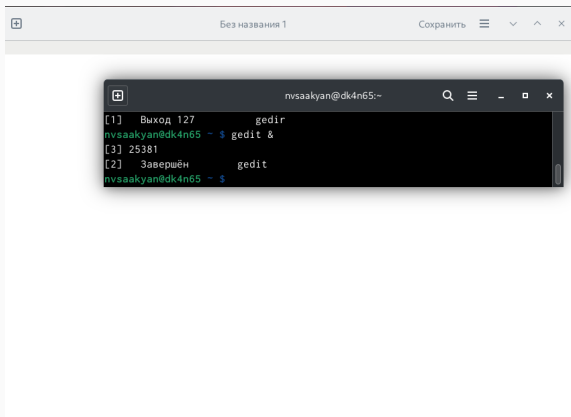 Без названия 1
Сохранить
nvsaakyan@dk4n65:~
[1]   Выход 127          gedir
nvsaakyan@dk4n65 ~ $ gedit &
[3] 25381
[2]   Завершён        gedit
nvsaakyan@dk4n65 ~ $